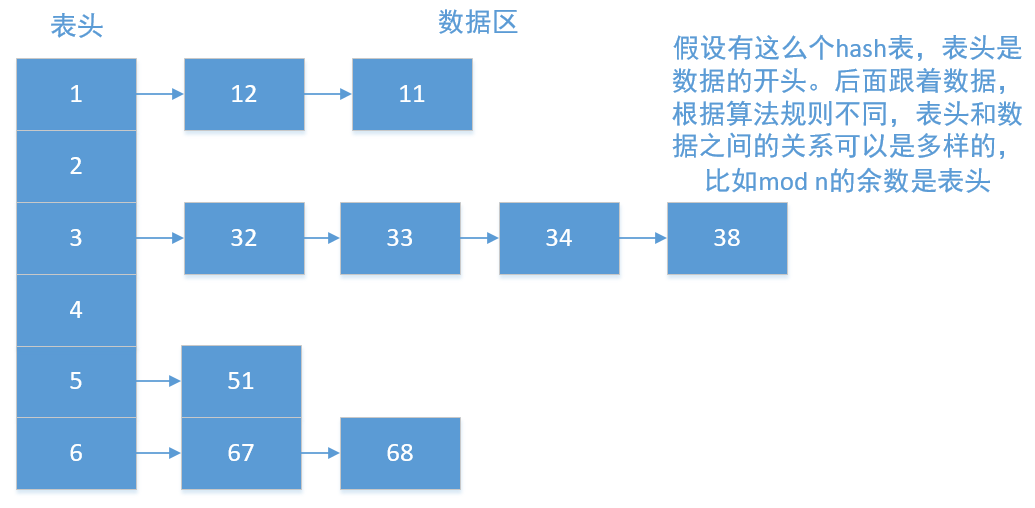 表头
数据区
假设有这么个hash表，表头是
数据的开头。后面跟着数据，
根据算法规则不同，表头和数
据之间的关系可以是多样的，
比如mod n的余数是表头
1 12 11
2
3 32 33 34 38
4
5 51
6 67 68